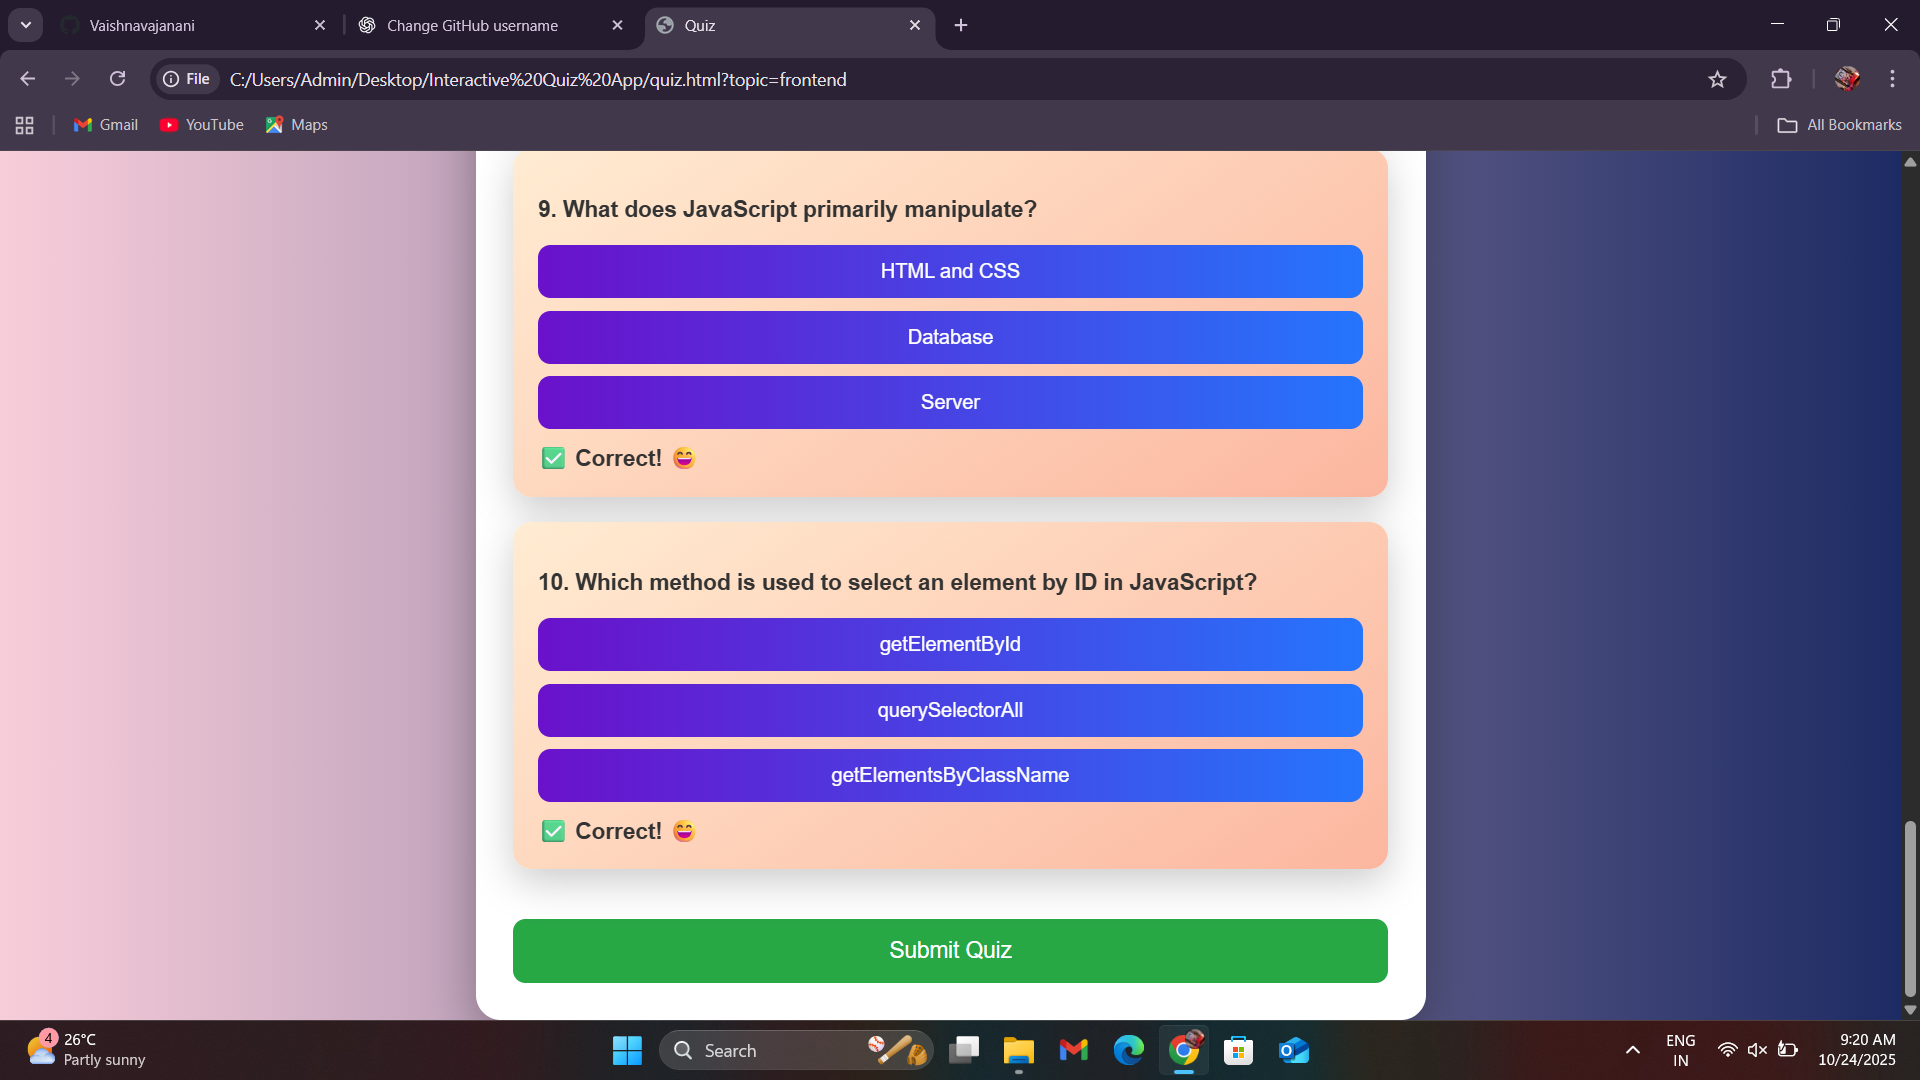 Vaishnavajanani
Change GitHub username
Quiz
File
C:/Users/Admin/Desktop/Interactive%20Quiz%20App/quiz.html?topic=frontend
Gmail
YouTube
Maps
All Bookmarks
9. What does JavaScript primarily manipulate?
HTML and CSS
Database
Server
✅ Correct! 😄
10. Which method is used to select an element by ID in JavaScript?
getElementById
querySelectorAll
getElementsByClassName
✅ Correct! 😄
Submit Quiz
4
26°C
Partly sunny
Search
ENG
IN
9:20 AM
10/24/2025